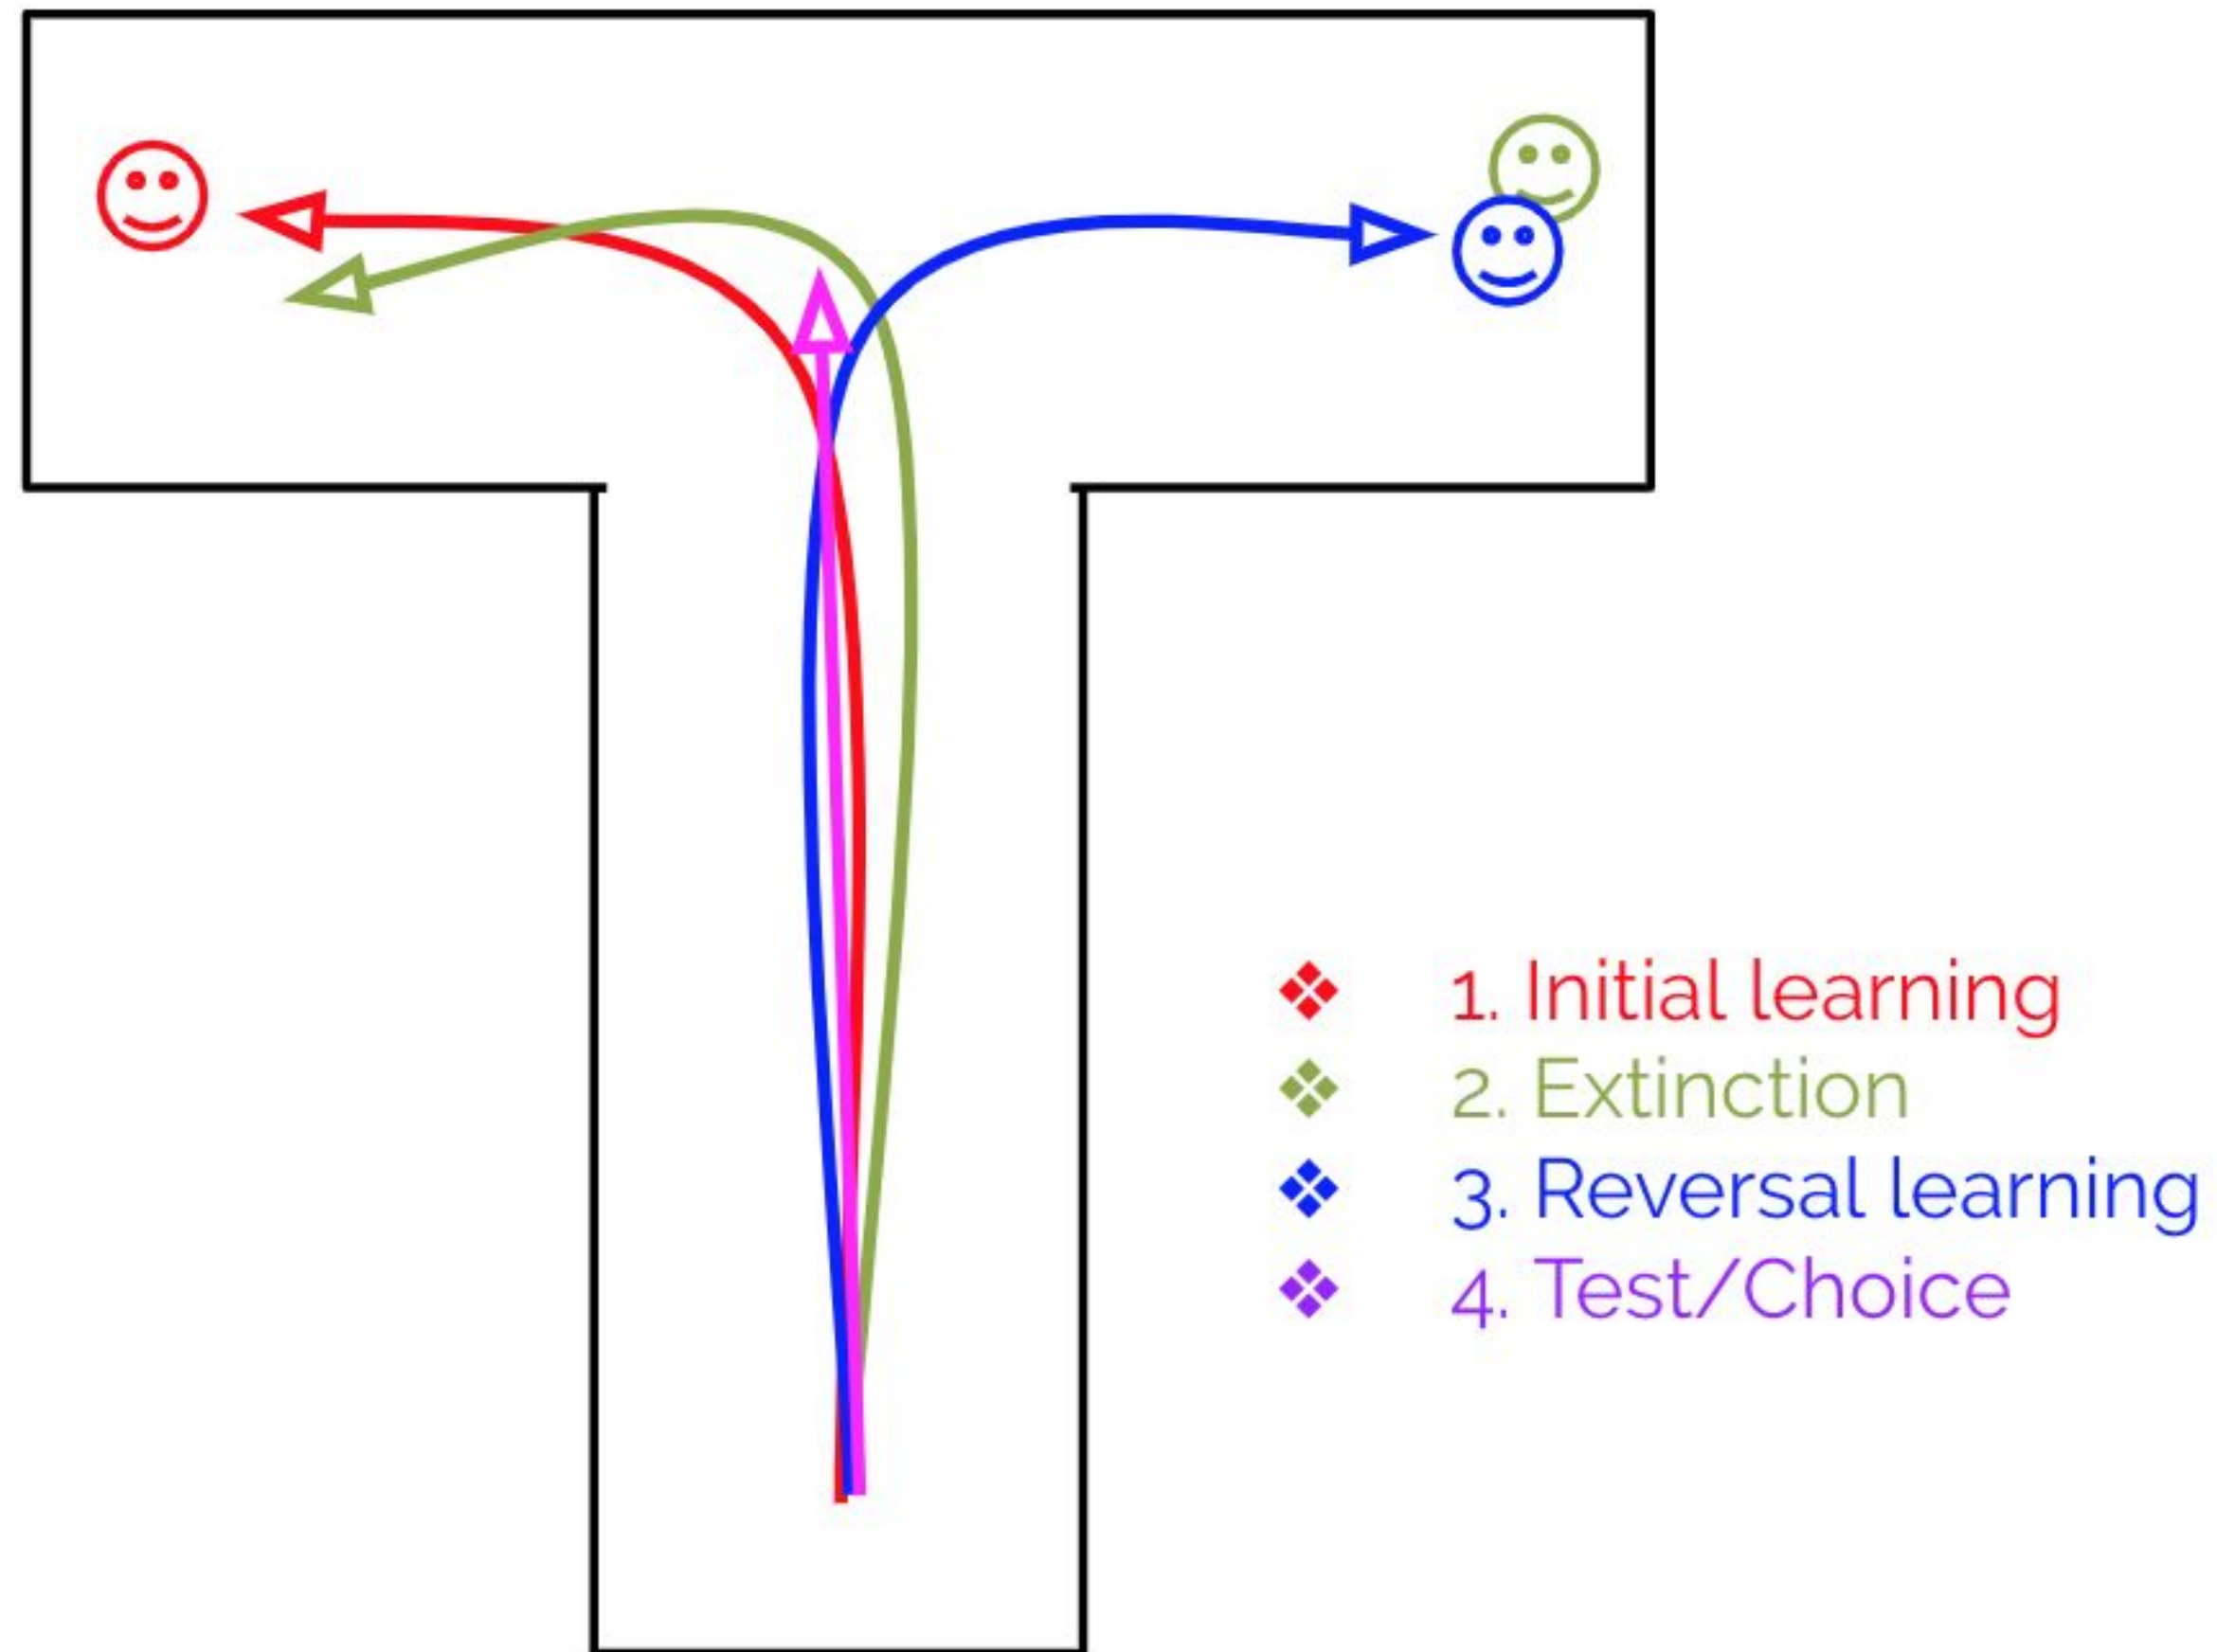 ❖ 1. Initial learning
❖ 2. Extinction
❖ 3. Reversal learning
❖ 4. Test/Choice